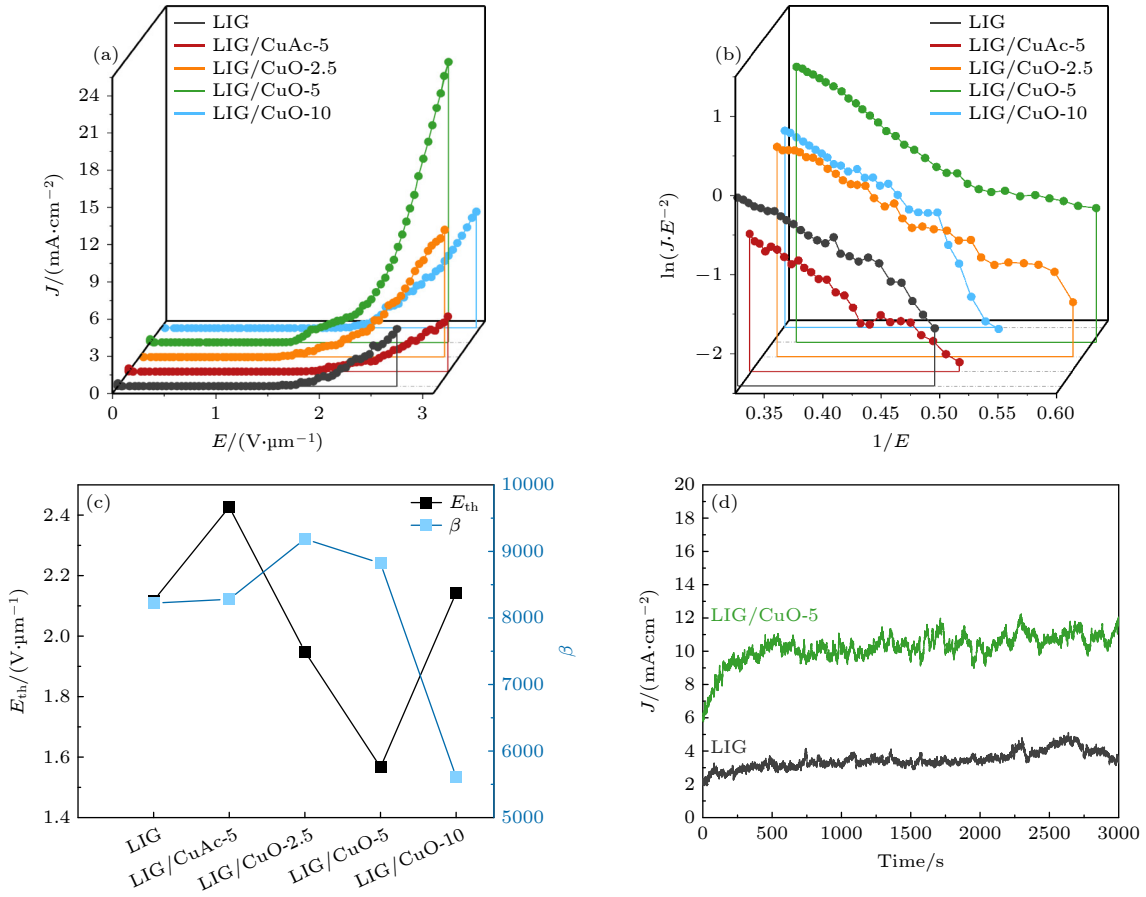 (a)
LIG
LIG/CuAc-5
LIG/CuO-2.5
LIG/CuO-5
LIG/CuO-10
24
21
18
15
12
9
6
3
0
J/(mA·cm−2)
0 1 2 3
E/(V·μm−1)
(b)
LIG
LIG/CuAc-5
LIG/CuO-2.5
LIG/CuO-5
LIG/CuO-10
1
0
−1
−2
ln(J·E−2)
0.35 0.40 0.45 0.50 0.55 0.60
1/E
(c)
Eth
β
2.4
2.2
2.0
1.8
1.6
1.4
Eth/(V·μm−1)
10000
9000
8000
7000
6000
5000
β
LIG
LIG/CuAc-5
LIG/CuO-2.5
LIG/CuO-5
LIG/CuO-10
(d)
20
18
16
14
12
10
8
6
4
2
0
J/(mA·cm−2)
LIG/CuO-5
LIG
0 500 1000 1500 2000 2500 3000
Time/s